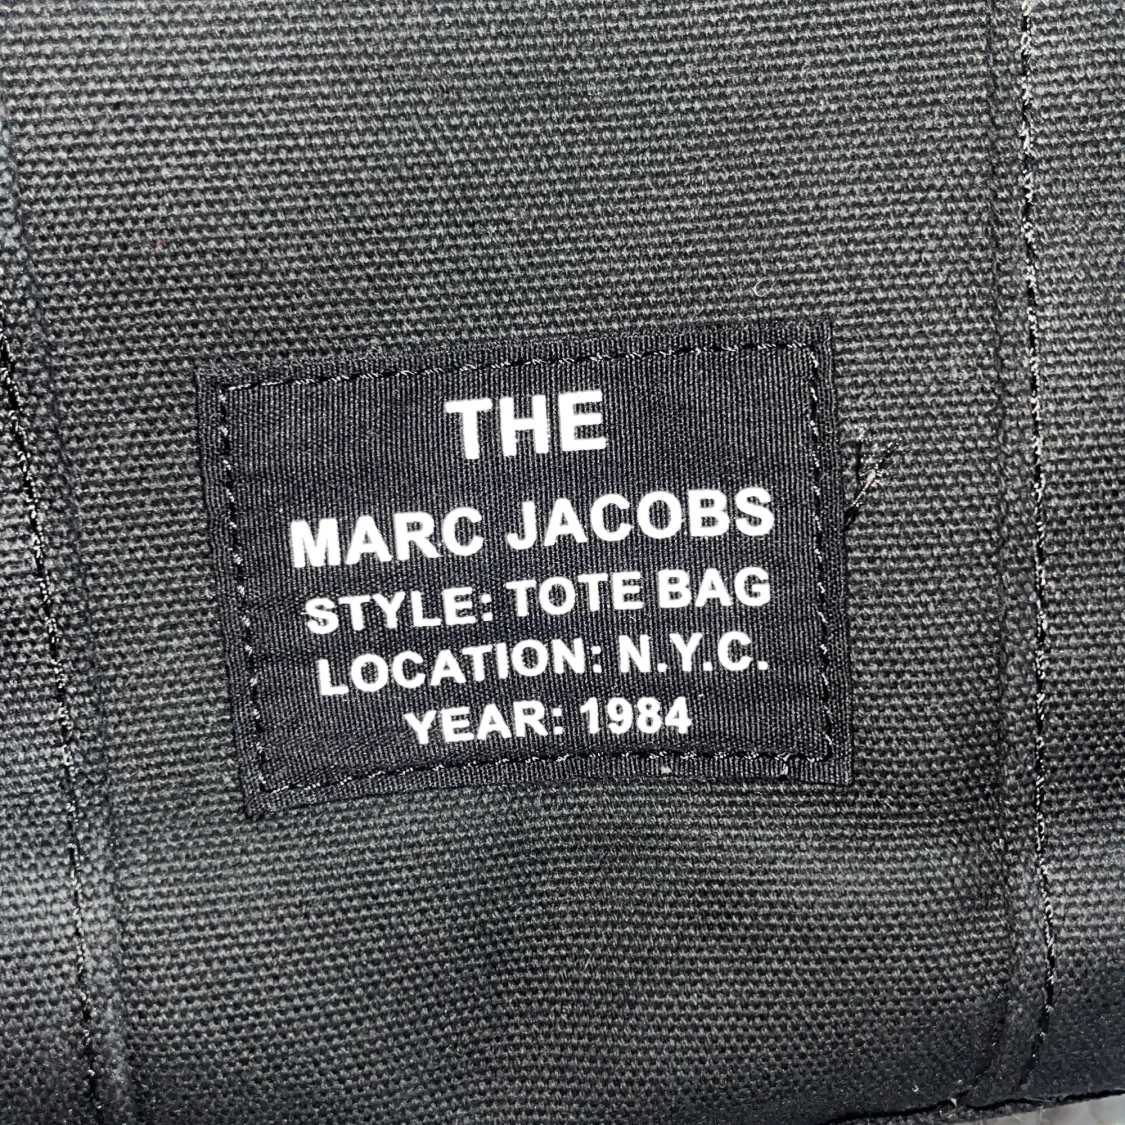 THE
MARC JACOBS
STYLE: TOTE BAG
LOCATION: N.Y.C.
YEAR: 1984